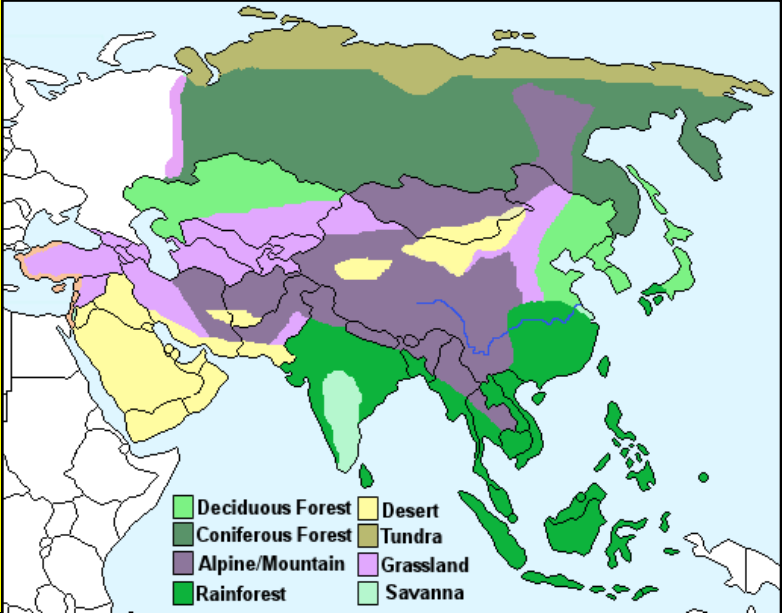 Deciduous Forest Desert
Coniferous Forest Tundra
Alpine/Mountain Grassland
Rainforest Savanna